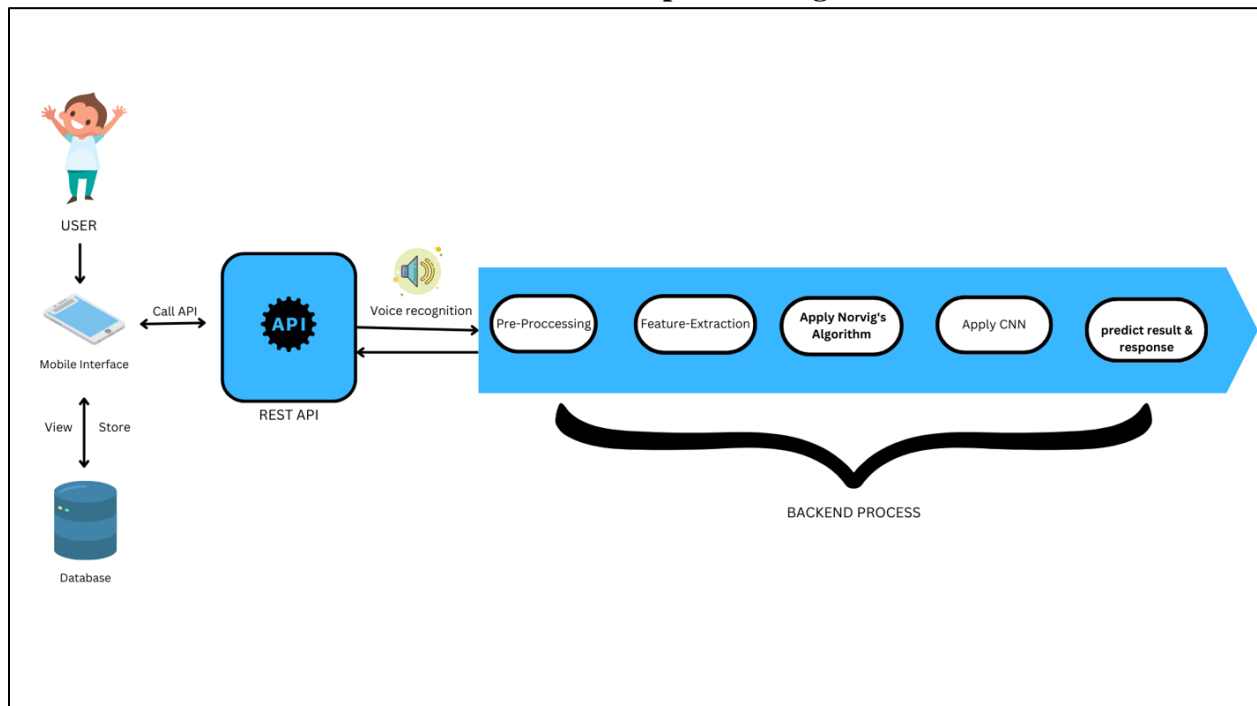 USER
Call API
Mobile Interface
View
Store
Database
API
REST API
Voice recognition
Pre-Proccessing
Feature-Extraction
Apply Norvig's
Algorithm
Apply CNN
predict result &
response
BACKEND PROCESS